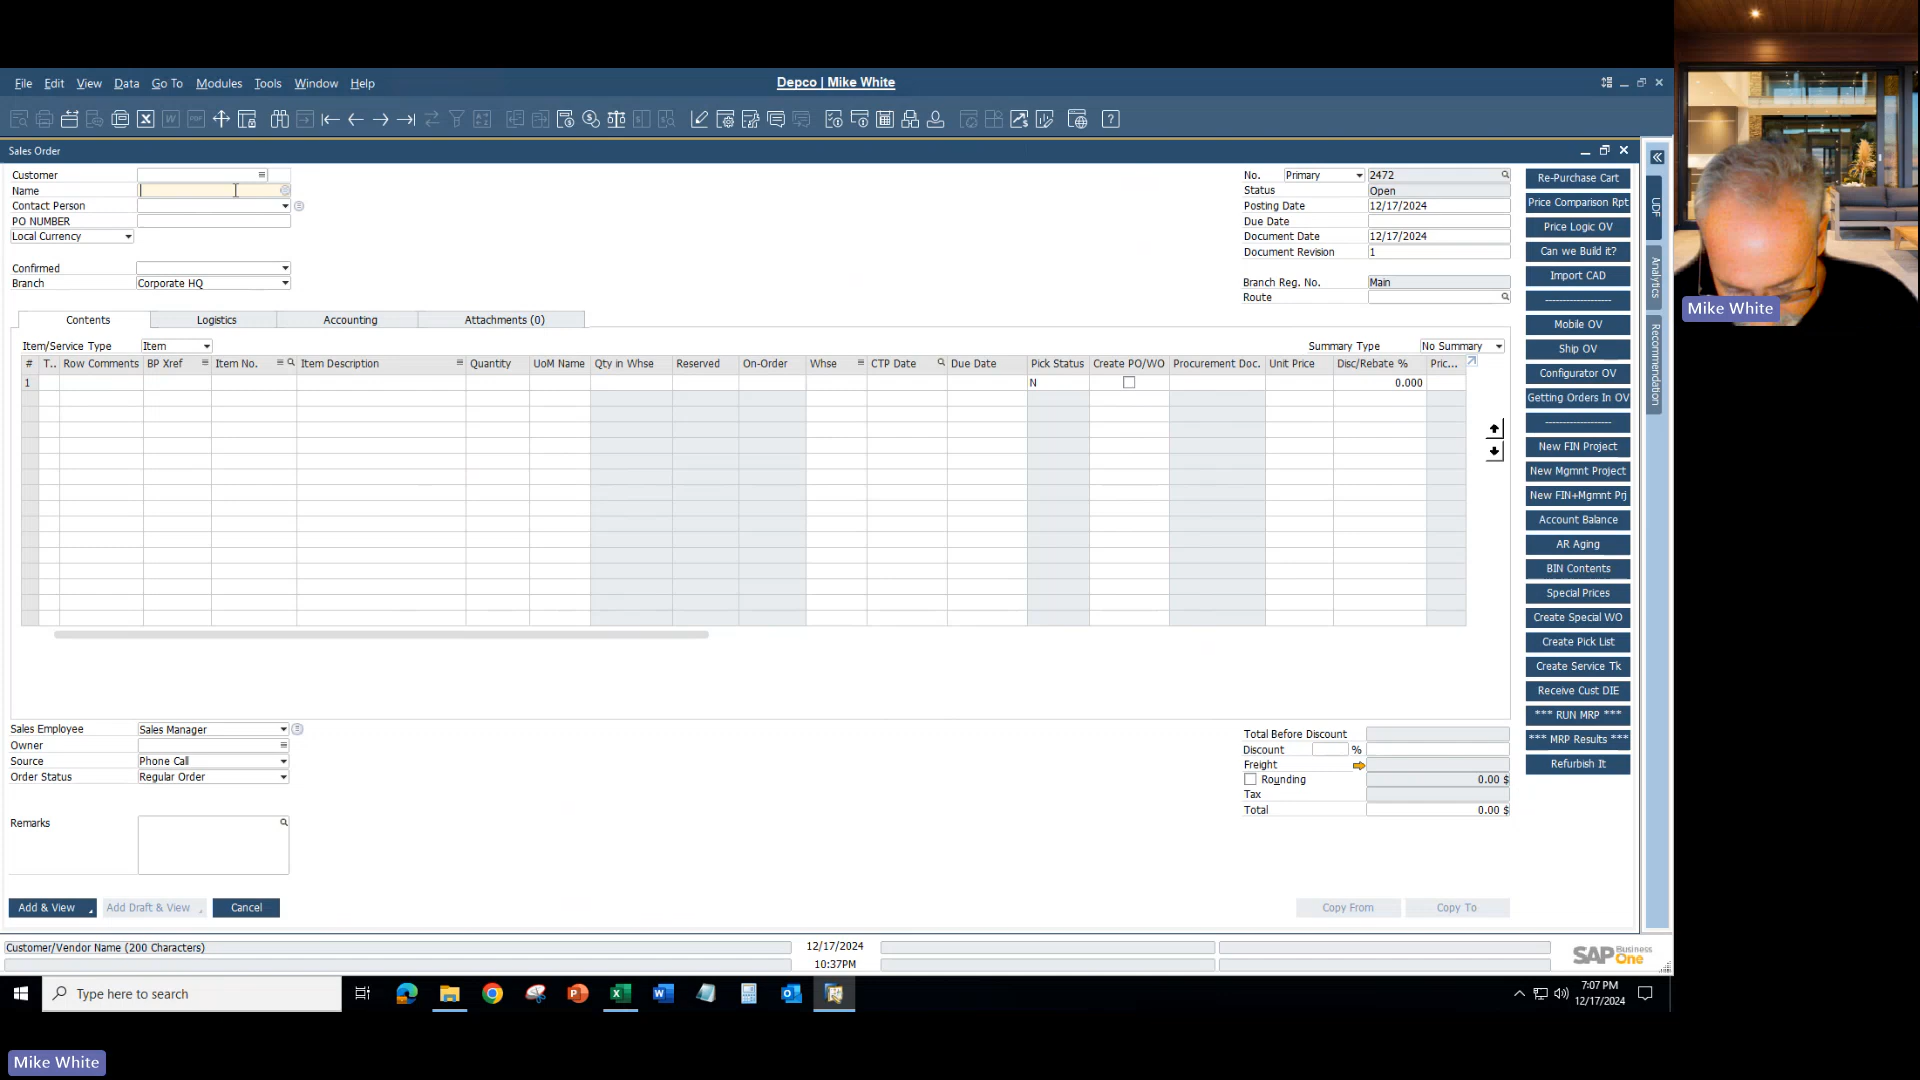 File Edit View Data Go To Modules Tools Window Help
Depco | Mike White
Sales Order
Customer
Name
Contact Person
PO NUMBER
Local Currency
Confirmed
Branch Corporate HQ
No. Primary 2472
Status Open
Posting Date 12/17/2024
Due Date
Document Date 12/17/2024
Document Revision 1
Branch Reg. No. Main
Route
Contents Logistics Accounting Attachments (0)
Item/Service Type Item
Summary Type No Summary
# T.. Row Comments BP Xref Item No. Item Description Quantity UoM Name Qty in Whse Reserved On-Order Whse CTP Date Due Date Pick Status Create PO/WO Procurement Doc. Unit Price Disc/Rebate % Pric...
1 N 0.000
Sales Employee Sales Manager
Owner
Source Phone Call
Order Status Regular Order
Remarks
Total Before Discount
Discount %
Freight
Rounding 0.00 $
Tax
Total 0.00 $
Add & View Add Draft & View Cancel
Copy From Copy To
Re-Purchase Cart
Price Comparison Rpt
Price Logic OV
Can we Build it?
Import CAD
--------------------
Mobile OV
Ship OV
Configurator OV
Getting Orders In OV
--------------------
New FIN Project
New Mgmnt Project
New FIN+Mgmnt Prj
Account Balance
AR Aging
BIN Contents
Special Prices
Create Special WO
Create Pick List
Create Service Tk
Receive Cust DIE
*** RUN MRP ***
*** MRP Results ***
Refurbish It
UDF
Analytics
Recommendation
Customer/Vendor Name (200 Characters)
12/17/2024
10:37PM
SAP Business One
Type here to search
7:07 PM
12/17/2024
Mike White
Mike White